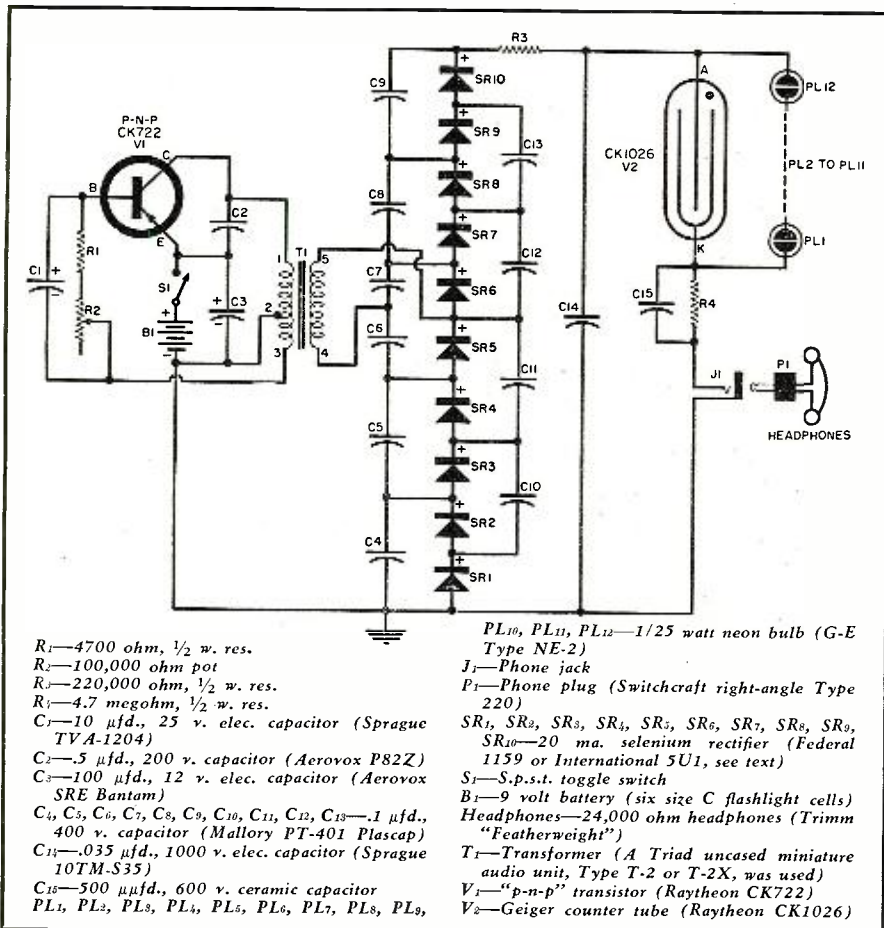 P-N-P
CK722
V1
B
C
E
C1
+
R1
R2
S1
B1
+
-
C2
C3
+
-
1
2
3
T1
5
4
C9
C8
C7
C6
C5
C4
R3
+
SR10
SR9
+
SR8
+
SR7
+
SR6
+
SR5
+
SR4
+
SR3
+
SR2
+
SR1
C13
C12
C11
C10
C14
A
CK1026
V2
K
PL12
PL2 TO PL11
PL1
C15
R4
J1
P1
HEADPHONES
R1—4700 ohm, 1/2 w. res.
R2—100,000 ohm pot
R3—220,000 ohm, 1/2 w. res.
R4—4.7 megohm, 1/2 w. res.
C1—10 µfd., 25 v. elec. capacitor (Sprague
TVA-1204)
C2—.5 µfd., 200 v. capacitor (Aerovox P82Z)
C3—100 µfd., 12 v. elec. capacitor (Aerovox
SRE Bantam)
C4, C5, C6, C7, C8, C9, C10, C11, C12, C13—.1 µfd.,
400 v. capacitor (Mallory PT-401 Plascap)
C14—.035 µfd., 1000 v. elec. capacitor (Sprague
10TM-S35)
C15—500 µµfd., 600 v. ceramic capacitor
PL1, PL2, PL3, PL4, PL5, PL6, PL7, PL8, PL9,
PL10, PL11, PL12—1/25 watt neon bulb (G-E
Type NE-2)
J1—Phone jack
P1—Phone plug (Switchcraft right-angle Type
220)
SR1, SR2, SR3, SR4, SR5, SR6, SR7, SR8, SR9,
SR10—20 ma. selenium rectifier (Federal
1159 or International 5U1, see text)
S1—S.p.s.t. toggle switch
B1—9 volt battery (six size C flashlight cells)
Headphones—24,000 ohm headphones (Trimm
"Featherweight")
T1—Transformer (A Triad uncased miniature
audio unit, Type T-2 or T-2X, was used)
V1—"p-n-p" transistor (Raytheon CK722)
V2—Geiger counter tube (Raytheon CK1026)